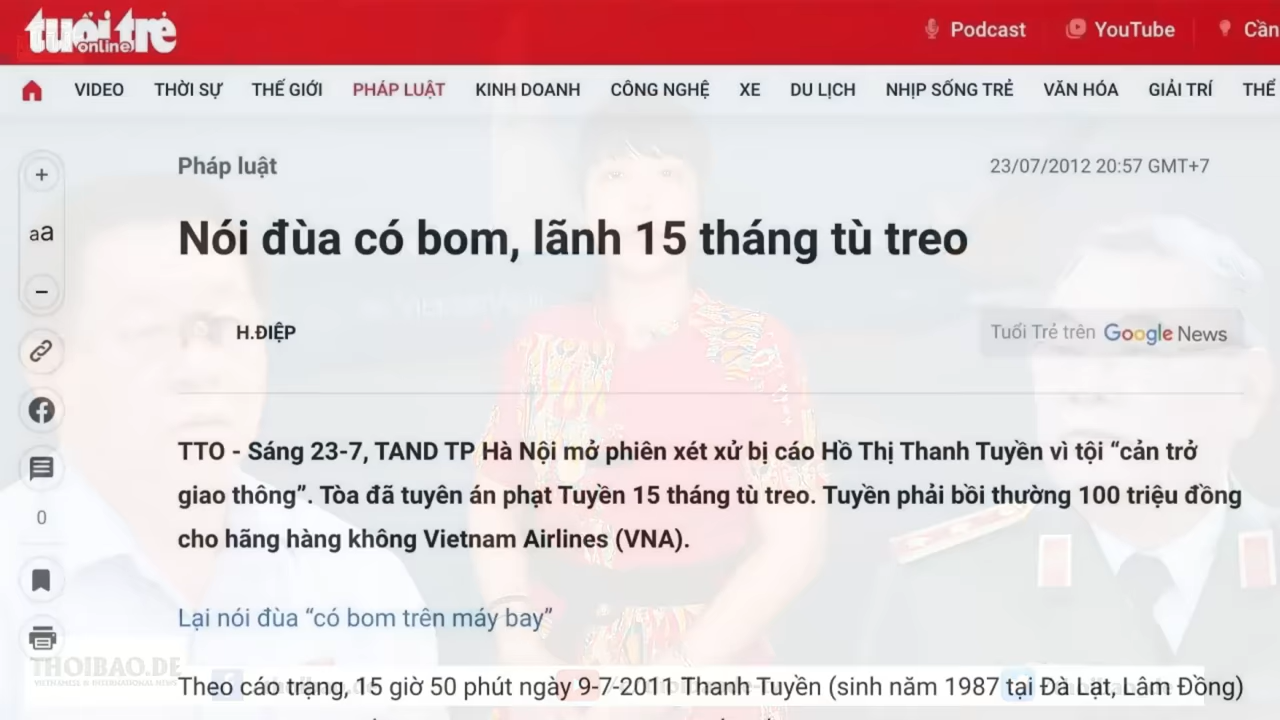 tuổi trẻ
online
Podcast
YouTube
Cần
VIDEO THỜI SỰ THẾ GIỚI PHÁP LUẬT KINH DOANH CÔNG NGHỆ XE DU LỊCH NHỊP SỐNG TRẺ VĂN HÓA GIẢI TRÍ THỂ
Pháp luật
23/07/2012 20:57 GMT+7
+
aa
−
Nói đùa có bom, lãnh 15 tháng tù treo
H.ĐIỆP
Tuổi Trẻ trên Google News
TTO - Sáng 23-7, TAND TP Hà Nội mở phiên xét xử bị cáo Hồ Thị Thanh Tuyền vì tội “cản trở
giao thông”. Tòa đã tuyên án phạt Tuyền 15 tháng tù treo. Tuyền phải bồi thường 100 triệu đồng
cho hãng hàng không Vietnam Airlines (VNA).
0
Lại nói đùa “có bom trên máy bay”
THOIBAO.DE
VIETNAMESE & INTERNATIONAL NEWS
Theo cáo trạng, 15 giờ 50 phút ngày 9-7-2011 Thanh Tuyền (sinh năm 1987 tại Đà Lạt, Lâm Đồng)